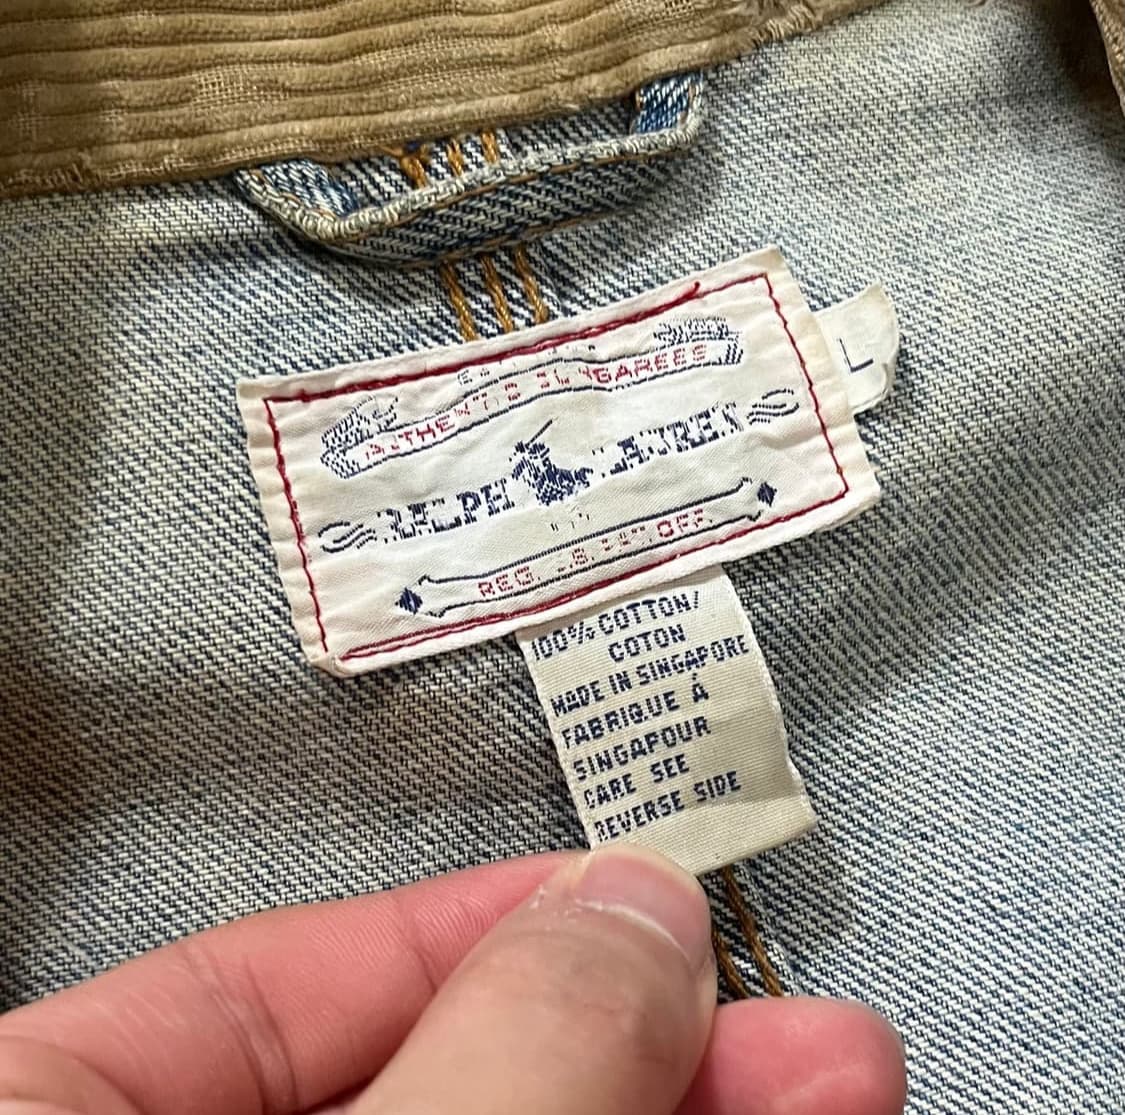 AUTHENTIC DUNGAREES
RALPH LAUREN
REG. U.S. PAT. OFF.
L
100% COTTON/
COTON
MADE IN SINGAPORE
FABRIQUE À
SINGAPOUR
CARE SEE
REVERSE SIDE